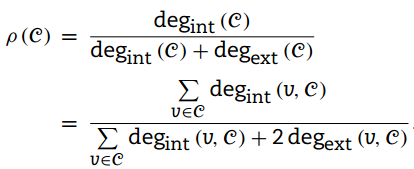 ρ(𝒞) = deg_int (𝒞) / (deg_int (𝒞) + deg_ext (𝒞))
= ∑_{υ∈𝒞} deg_int (υ, 𝒞) / (∑_{υ∈𝒞} deg_int (υ, 𝒞) + 2 deg_ext (υ, 𝒞)).